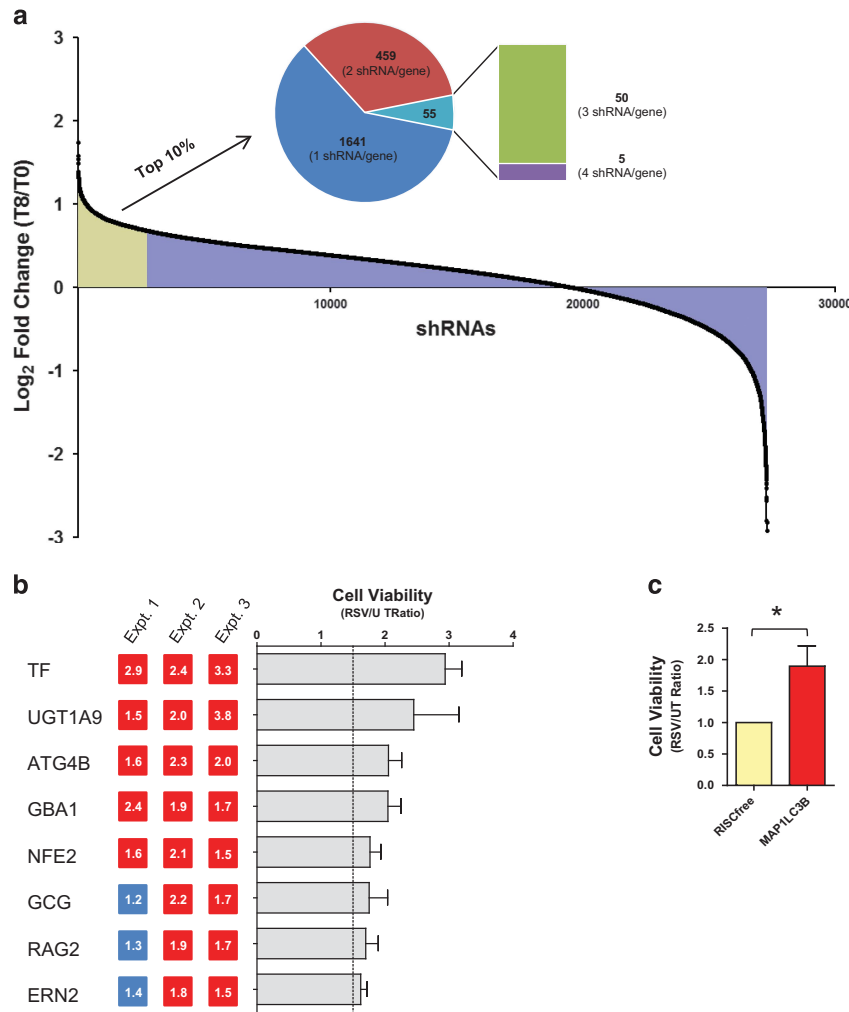 a
3
2
1
0
-1
-2
-3
Log2 Fold Change (T8/T0)
Top 10%
459
(2 shRNA/gene)
55
1641
(1 shRNA/gene)
50
(3 shRNA/gene)
5
(4 shRNA/gene)
10000
20000
30000
shRNAs
b
Expt. 1
Expt. 2
Expt. 3
Cell Viability
(RSV/U TRatio)
0 1 2 3 4
TF 2.9 2.4 3.3
UGT1A9 1.5 2.0 3.8
ATG4B 1.6 2.3 2.0
GBA1 2.4 1.9 1.7
NFE2 1.6 2.1 1.5
GCG 1.2 2.2 1.7
RAG2 1.3 1.9 1.7
ERN2 1.4 1.8 1.5
c
*
Cell Viability
(RSV/UT Ratio)
2.5
2.0
1.5
1.0
0.5
0.0
RISCfree
MAP1LC3B